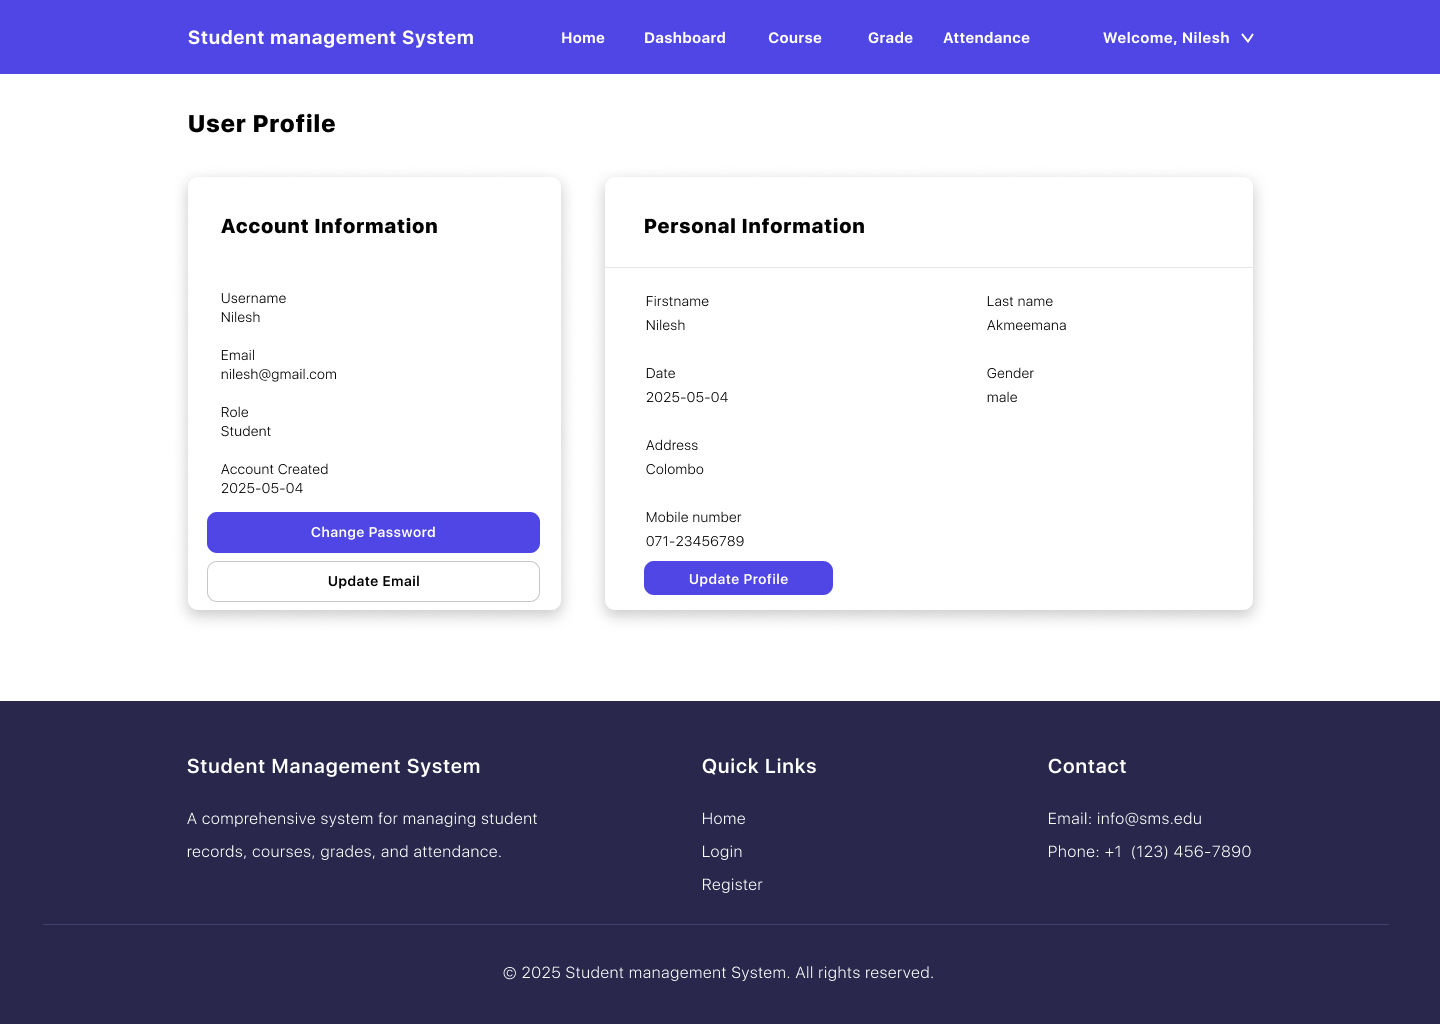 Student management System
Home Dashboard Course Grade Attendance Welcome, Nilesh
User Profile
Account Information
Username
Nilesh
Email
nilesh@gmail.com
Role
Student
Account Created
2025-05-04
Change Password
Update Email
Personal Information
Firstname Last name
Nilesh Akmeemana
Date Gender
2025-05-04 male
Address
Colombo
Mobile number
071-23456789
Update Profile
Student Management System
A comprehensive system for managing student
records, courses, grades, and attendance.
Quick Links
Home
Login
Register
Contact
Email: info@sms.edu
Phone: +1 (123) 456-7890
© 2025 Student management System. All rights reserved.